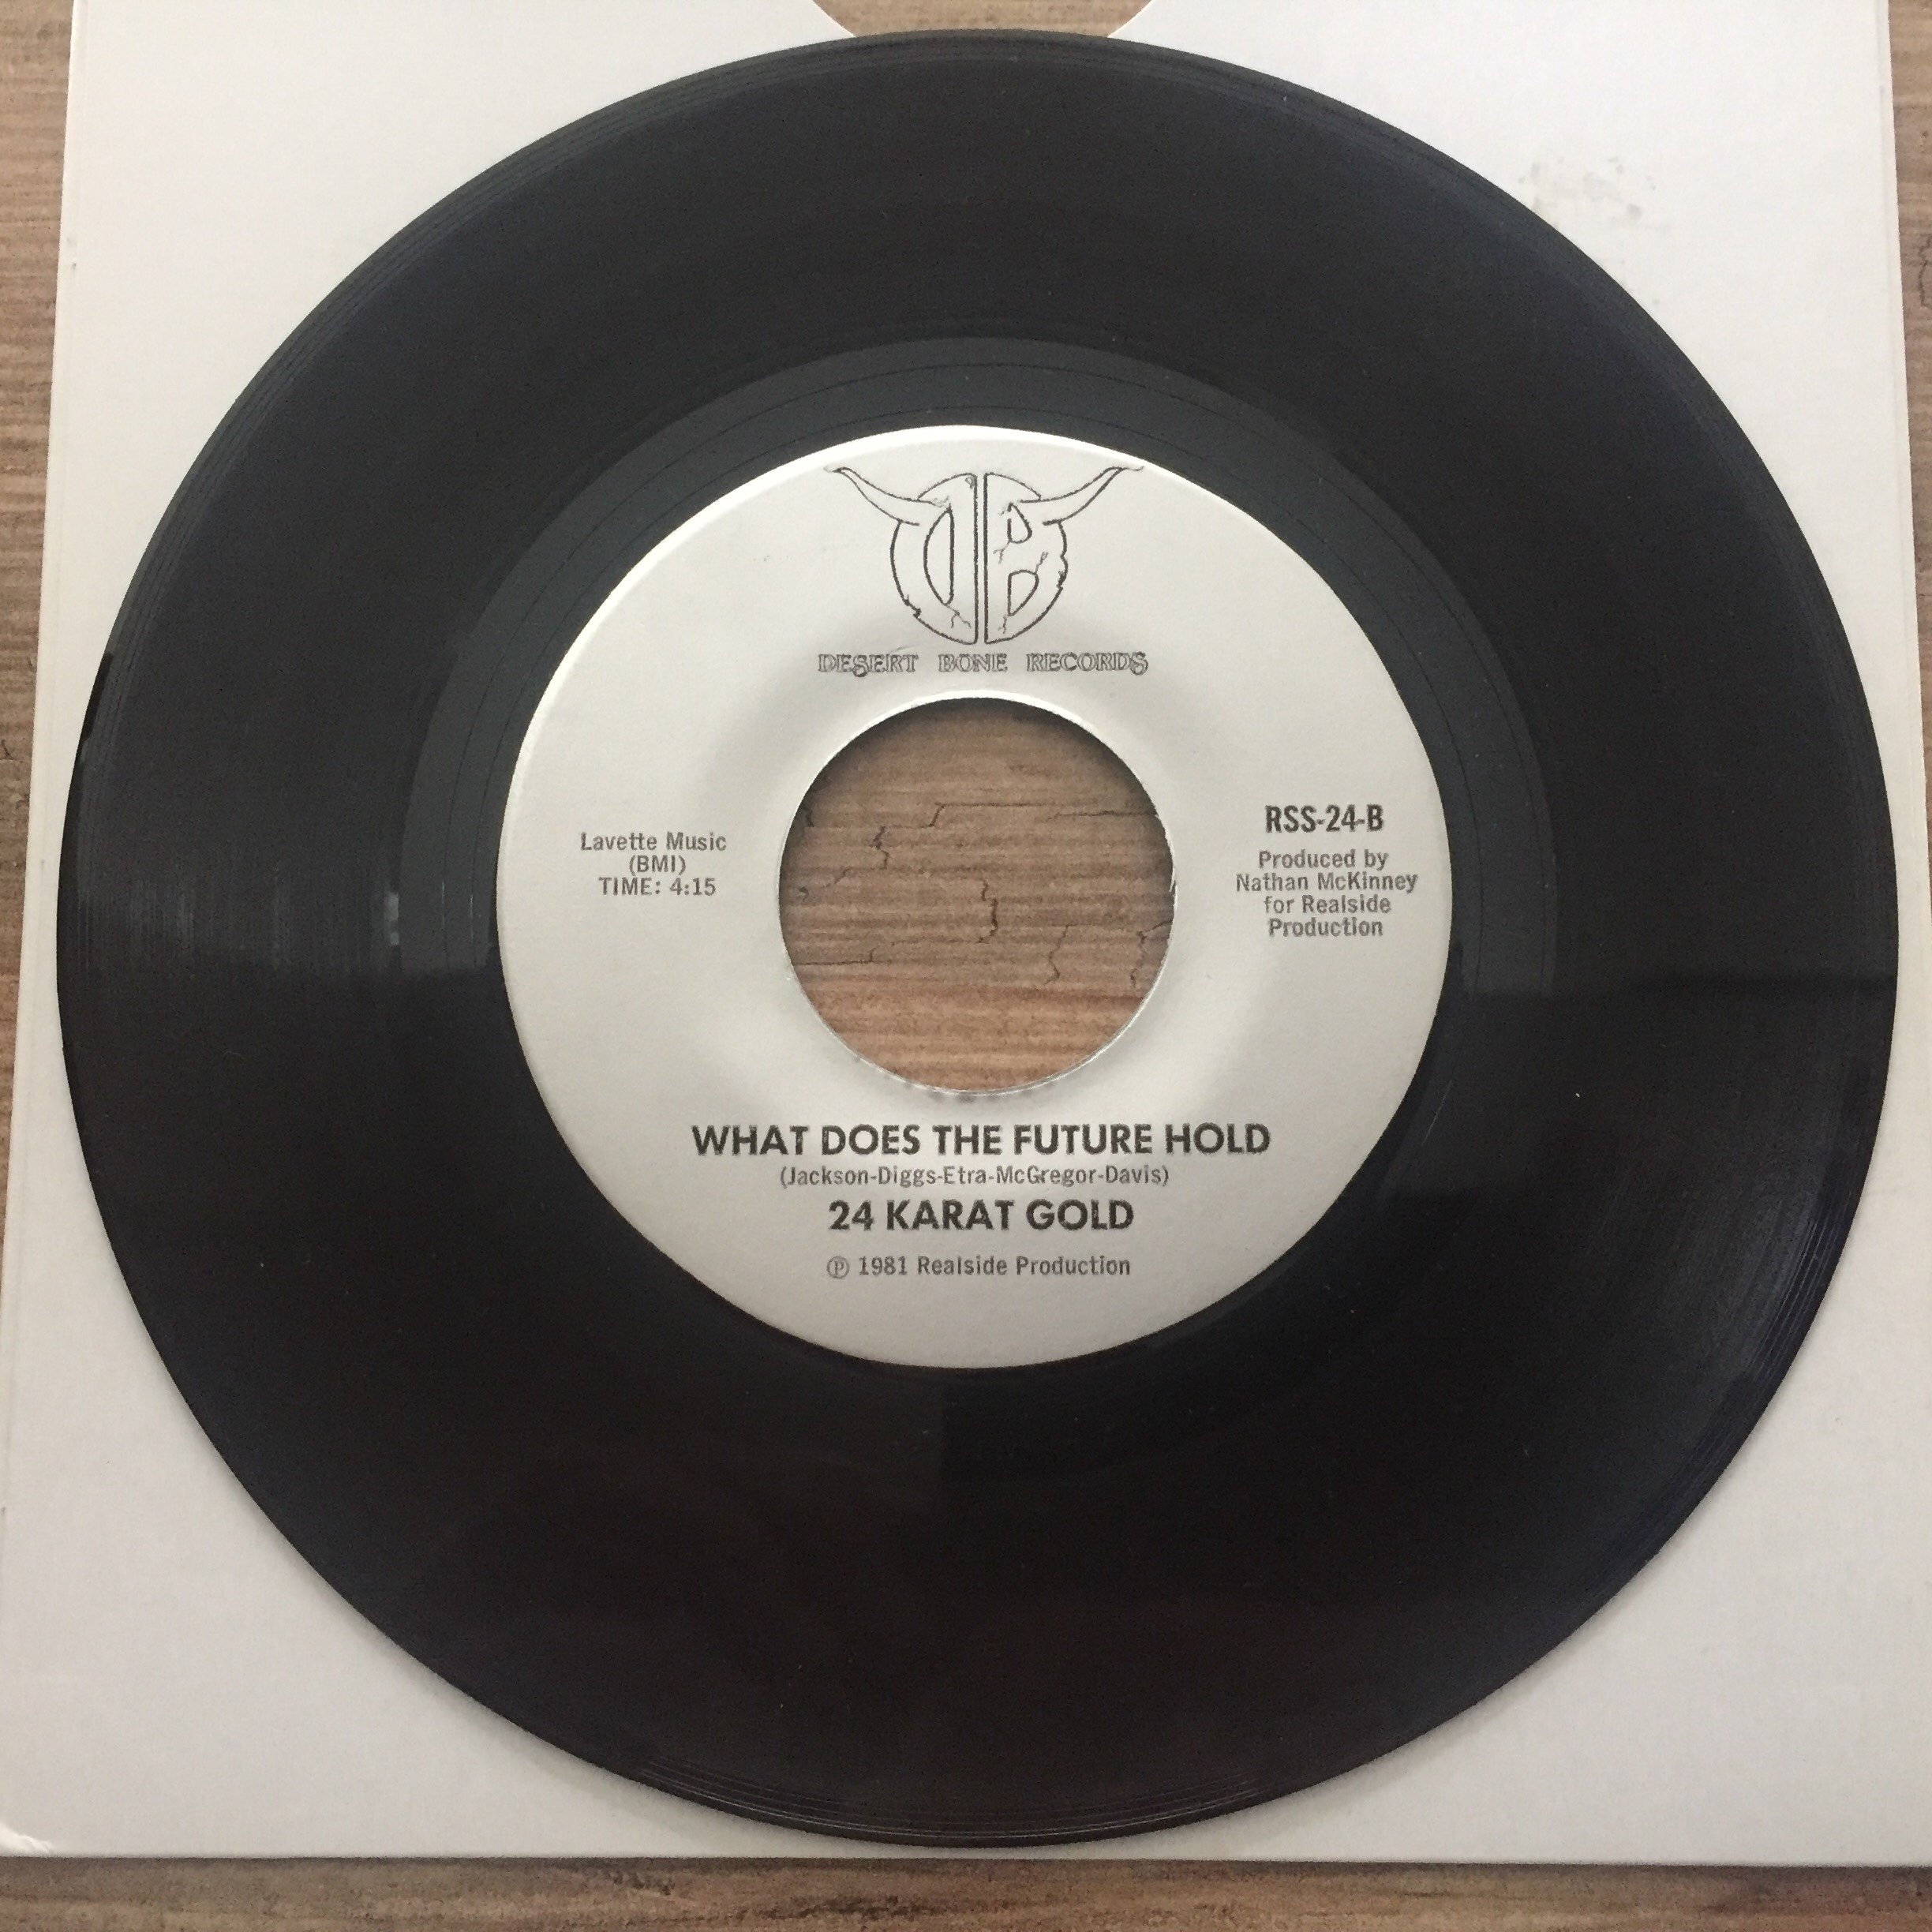 DB
DESERT BONE RECORDS
Lavette Music
(BMI)
TIME: 4:15
RSS-24-B
Produced by
Nathan McKinney
for Realside
Production
WHAT DOES THE FUTURE HOLD
(Jackson-Diggs-Etra-McGregor-Davis)
24 KARAT GOLD
℗ 1981 Realside Production